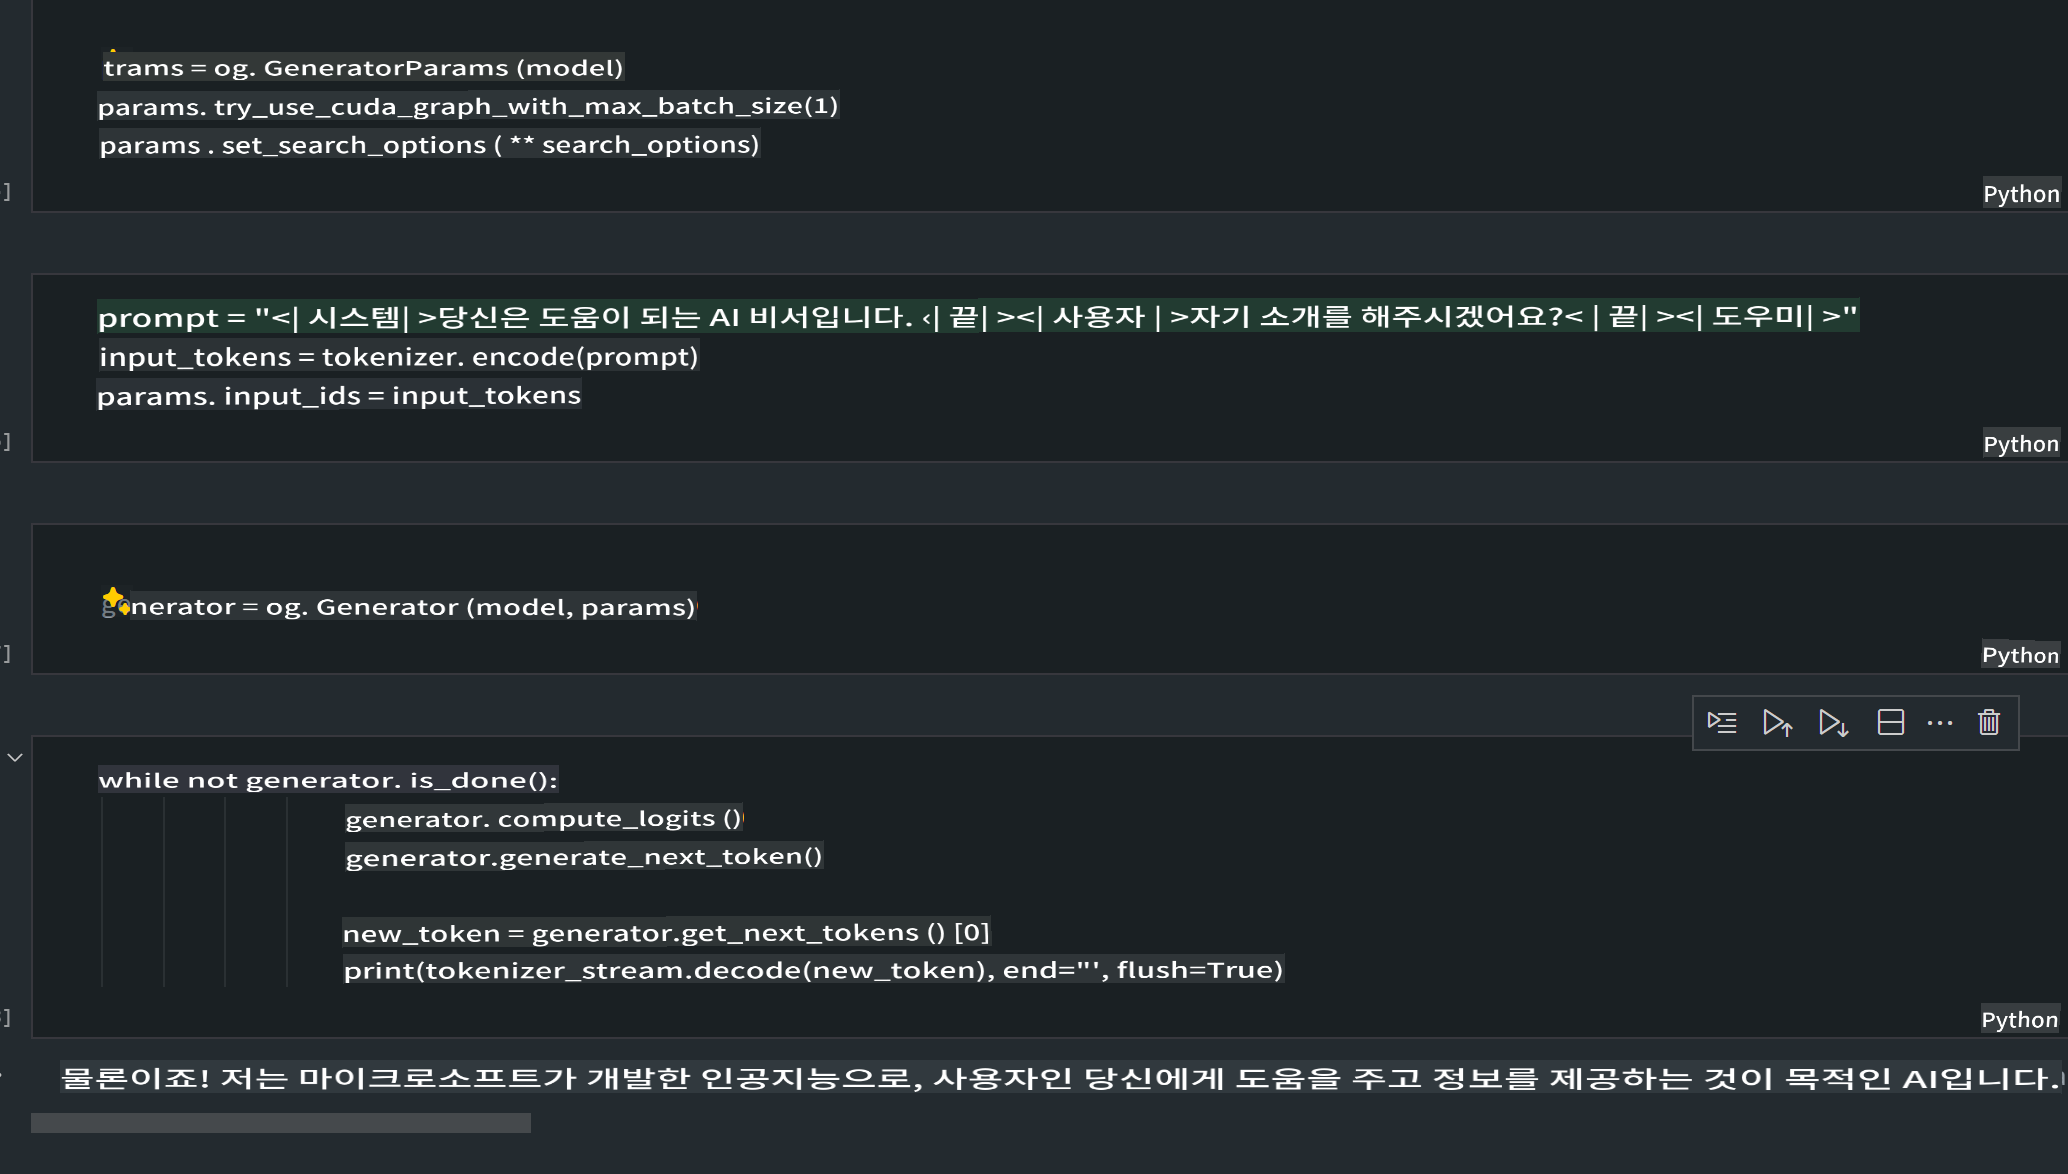 trams = og. GeneratorParams (model)
params. try_use_cuda_graph_with_max_batch_size(1)
params . set_search_options ( ** search_options)
]
Python
prompt = "<| 시스템| >당신은 도움이 되는 AI 비서입니다. <| 끝| ><| 사용자 | >자기 소개를 해주시겠어요?< | 끝| ><| 도우미| >"
input_tokens = tokenizer. encode(prompt)
params. input_ids = input_tokens
]
Python
generator = og. Generator (model, params)
]
Python
while not generator. is_done():
generator. compute_logits ()
generator.generate_next_token()
new_token = generator.get_next_tokens () [0]
print(tokenizer_stream.decode(new_token), end="', flush=True)
]
Python
물론이죠! 저는 마이크로소프트가 개발한 인공지능으로, 사용자인 당신에게 도움을 주고 정보를 제공하는 것이 목적인 AI입니다.